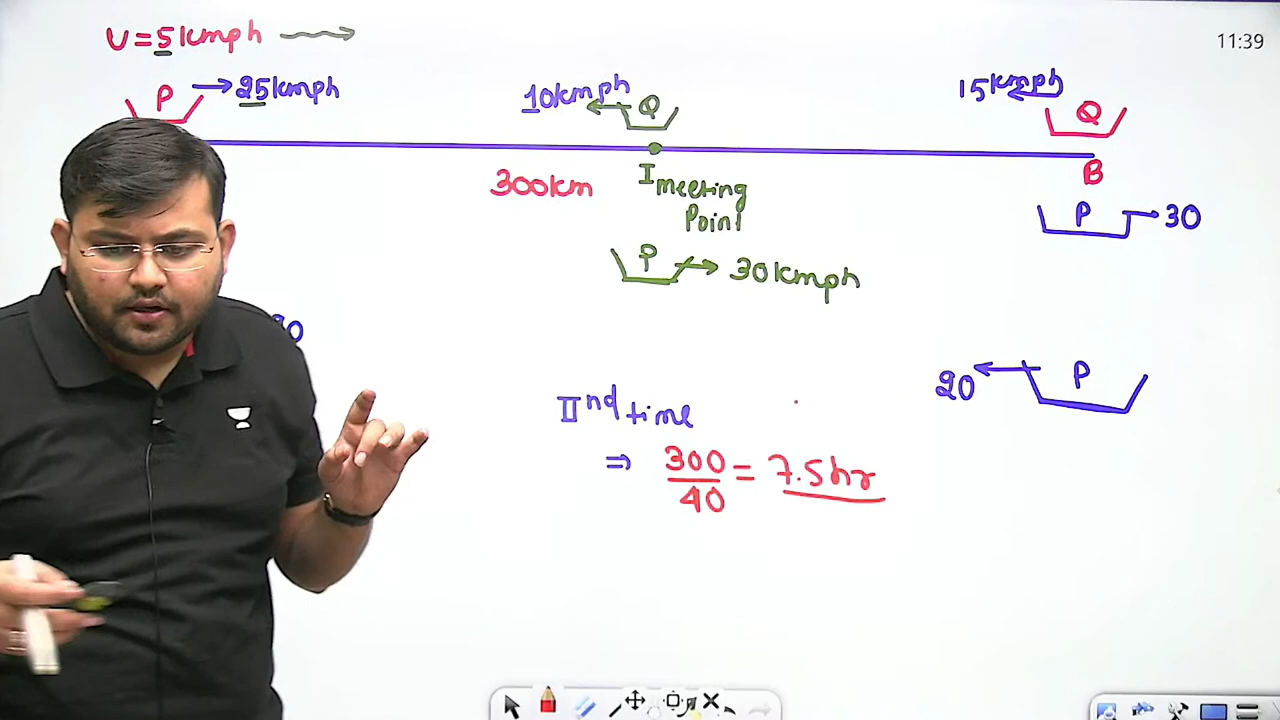 U = 5kmph
11:39
P → 25kmph
10kmph ← Q
15kmph ← Q
300km
I meeting
Point
B
P → 30
P → 30kmph
20 ← P
IInd time
⇒ 300/40 = 7.5hr